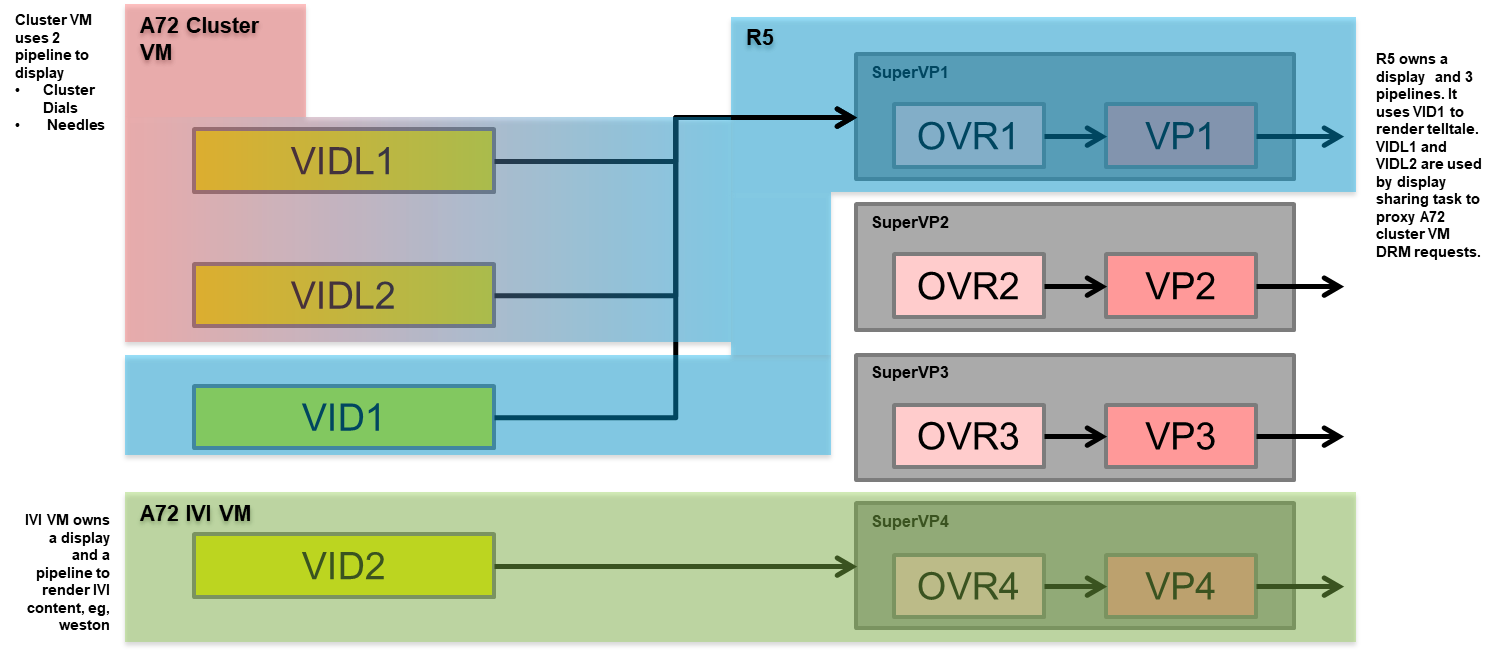 Cluster VM
uses 2
pipeline to
display
• Cluster
Dials
• Needles
A72 Cluster
VM
R5
SuperVP1
OVR1
VP1
R5 owns a
display and 3
pipelines. It
uses VID1 to
render telltale.
VIDL1 and
VIDL2 are used
by display
sharing task to
proxy A72
cluster VM
DRM requests.
VIDL1
VIDL2
SuperVP2
OVR2
VP2
VID1
SuperVP3
OVR3
VP3
IVI VM owns
a display
and a
pipeline to
render IVI
content, eg,
weston
A72 IVI VM
VID2
SuperVP4
OVR4
VP4